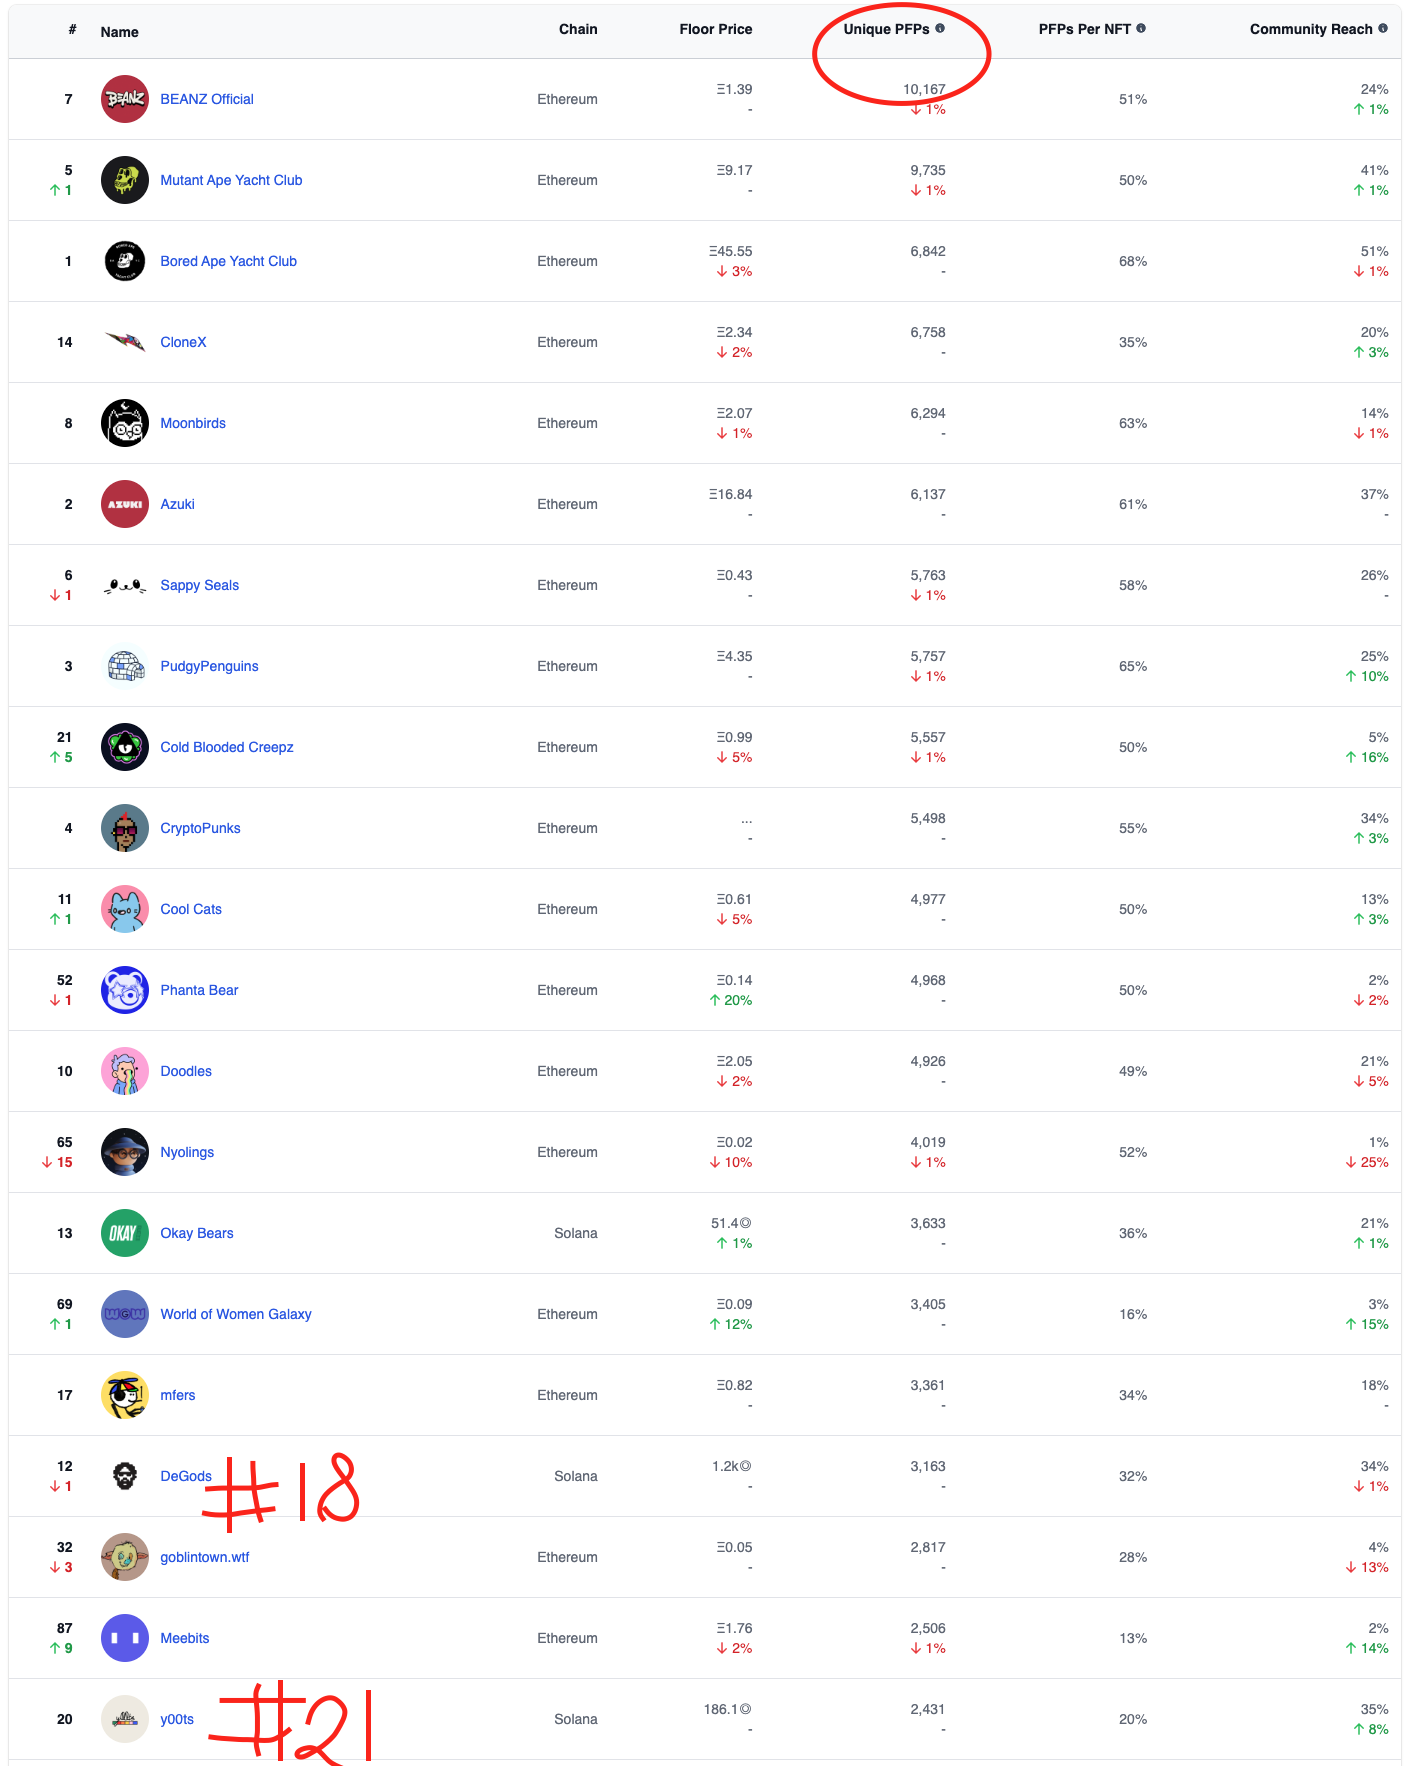 # Name Chain Floor Price Unique PFPs PFPs Per NFT Community Reach
7 BEANZ BEANZ Official Ethereum Ξ1.39 10,167 51% 24%
- ↓ 1% ↑ 1%
5 Mutant Ape Yacht Club Ethereum Ξ9.17 9,735 50% 41%
↑ 1 - ↓ 1% ↑ 1%
1 Bored Ape Yacht Club Ethereum Ξ45.55 6,842 68% 51%
↓ 3% - ↓ 1%
14 CloneX Ethereum Ξ2.34 6,758 35% 20%
↓ 2% - ↑ 3%
8 Moonbirds Ethereum Ξ2.07 6,294 63% 14%
↓ 1% - ↓ 1%
2 AZUKI Azuki Ethereum Ξ16.84 6,137 61% 37%
- - -
6 Sappy Seals Ethereum Ξ0.43 5,763 58% 26%
↓ 1 - ↓ 1% -
3 PudgyPenguins Ethereum Ξ4.35 5,757 65% 25%
- ↓ 1% ↑ 10%
21 Cold Blooded Creepz Ethereum Ξ0.99 5,557 50% 5%
↑ 5 ↓ 5% ↓ 1% ↑ 16%
4 CryptoPunks Ethereum ... 5,498 55% 34%
- - ↑ 3%
11 Cool Cats Ethereum Ξ0.61 4,977 50% 13%
↑ 1 ↓ 5% - ↑ 3%
52 Phanta Bear Ethereum Ξ0.14 4,968 50% 2%
↓ 1 ↑ 20% - ↓ 2%
10 Doodles Ethereum Ξ2.05 4,926 49% 21%
↓ 2% - ↓ 5%
65 Nyolings Ethereum Ξ0.02 4,019 52% 1%
↓ 15 ↓ 10% ↓ 1% ↓ 25%
13 OKAY Okay Bears Solana 51.4◎ 3,633 36% 21%
↑ 1% - ↑ 1%
69 WGW World of Women Galaxy Ethereum Ξ0.09 3,405 16% 3%
↑ 1 ↑ 12% - ↑ 15%
17 mfers Ethereum Ξ0.82 3,361 34% 18%
- - -
12 DeGods #18 Solana 1.2k◎ 3,163 32% 34%
↓ 1 - - ↓ 1%
32 goblintown.wtf Ethereum Ξ0.05 2,817 28% 4%
↓ 3 - - ↓ 13%
87 Meebits Ethereum Ξ1.76 2,506 13% 2%
↑ 9 ↓ 2% ↓ 1% ↑ 14%
20 y00ts #21 Solana 186.1◎ 2,431 20% 35%
- - ↑ 8%